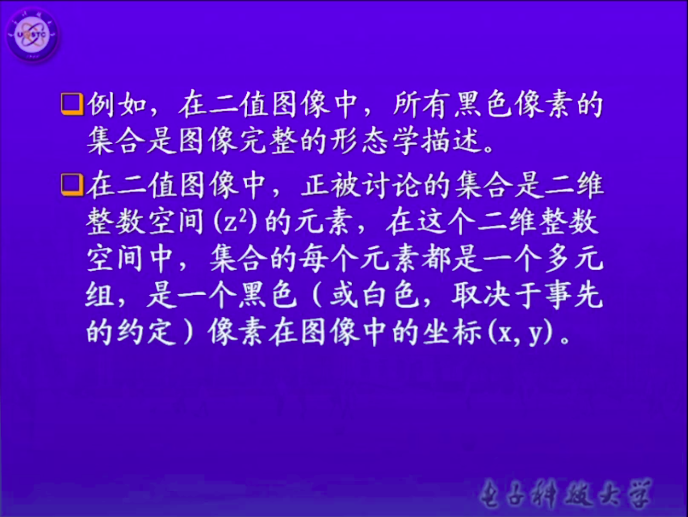 例如，在二值图像中，所有黑色像素的
集合是图像完整的形态学描述。
在二值图像中，正被讨论的集合是二维
整数空间(z²)的元素，在这个二维整数
空间中，集合的每个元素都是一个多元
组，是一个黑色（或白色，取决于事先
的约定）像素在图像中的坐标(x,y)。
电子科技大学